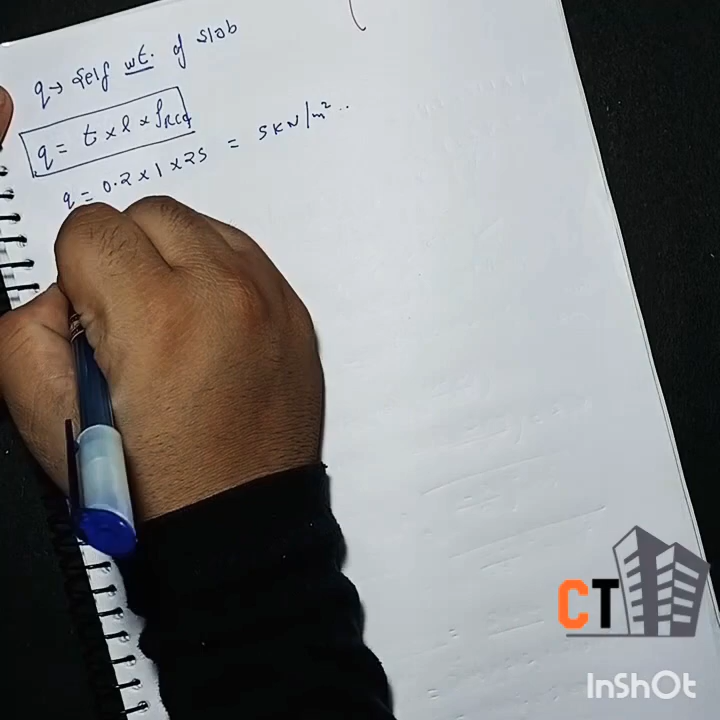 q → self wt. of slab
q = t × l × ρRCC
q = 0.2 × 1 × 25 = 5 KN/m² ..
CT
InShOt